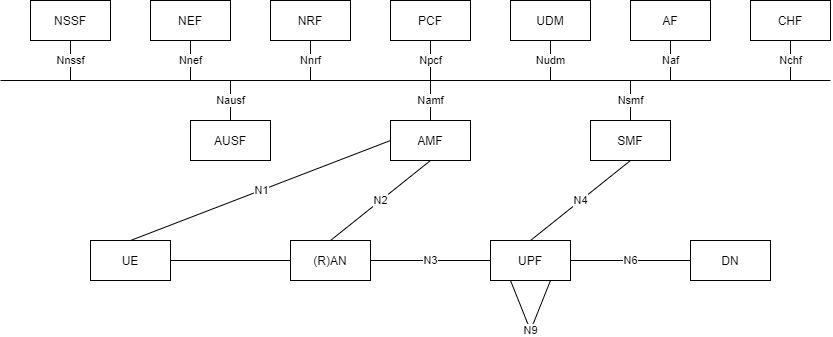 NSSF NEF NRF PCF UDM AF CHF
Nnssf Nnef Nnrf Npcf Nudm Naf Nchf
Nausf Namf Nsmf
AUSF AMF SMF
N1 N2 N4
UE (R)AN N3 UPF N6 DN
N9